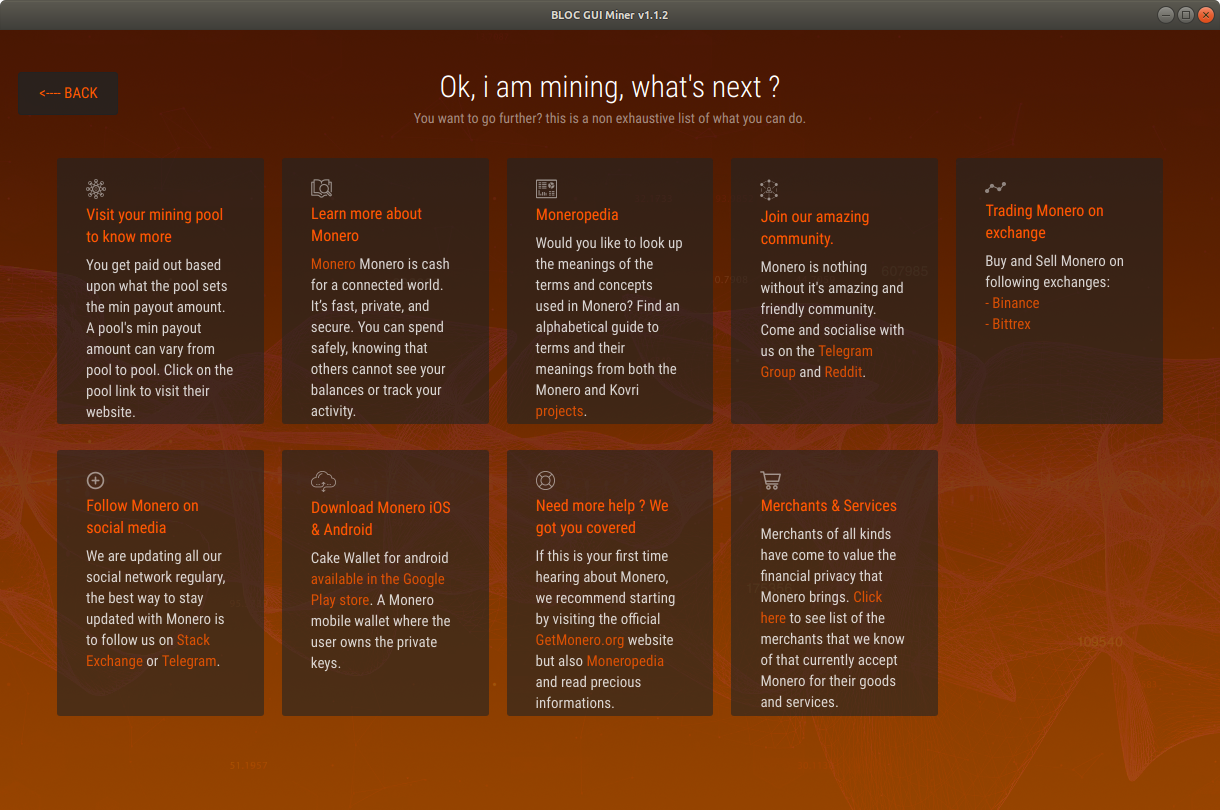 BLOC GUI Miner v1.1.2
<---- BACK
Ok, i am mining, what's next ?
You want to go further? this is a non exhaustive list of what you can do.
Visit your mining pool
to know more
You get paid out based
upon what the pool sets
the min payout amount.
A pool's min payout
amount can vary from
pool to pool. Click on the
pool link to visit their
website.
Learn more about
Monero
Monero Monero is cash
for a connected world.
It’s fast, private, and
secure. You can spend
safely, knowing that
others cannot see your
balances or track your
activity.
Moneropedia
Would you like to look up
the meanings of the
terms and concepts
used in Monero? Find an
alphabetical guide to
terms and their
meanings from both the
Monero and Kovri
projects.
Join our amazing
community.
Monero is nothing
without it's amazing and
friendly community.
Come and socialise with
us on the Telegram
Group and Reddit.
607985
Trading Monero on
exchange
Buy and Sell Monero on
following exchanges:
- Binance
- Bittrex
Follow Monero on
social media
We are updating all our
social network regulary,
the best way to stay
updated with Monero is
to follow us on Stack
Exchange or Telegram.
Download Monero iOS
& Android
Cake Wallet for android
available in the Google
Play store. A Monero
mobile wallet where the
user owns the private
keys.
Need more help ? We
got you covered
If this is your first time
hearing about Monero,
we recommend starting
by visiting the official
GetMonero.org website
but also Moneropedia
and read precious
informations.
Merchants & Services
Merchants of all kinds
have come to value the
financial privacy that
Monero brings. Click
here to see list of the
merchants that we know
of that currently accept
Monero for their goods
and services.
109540